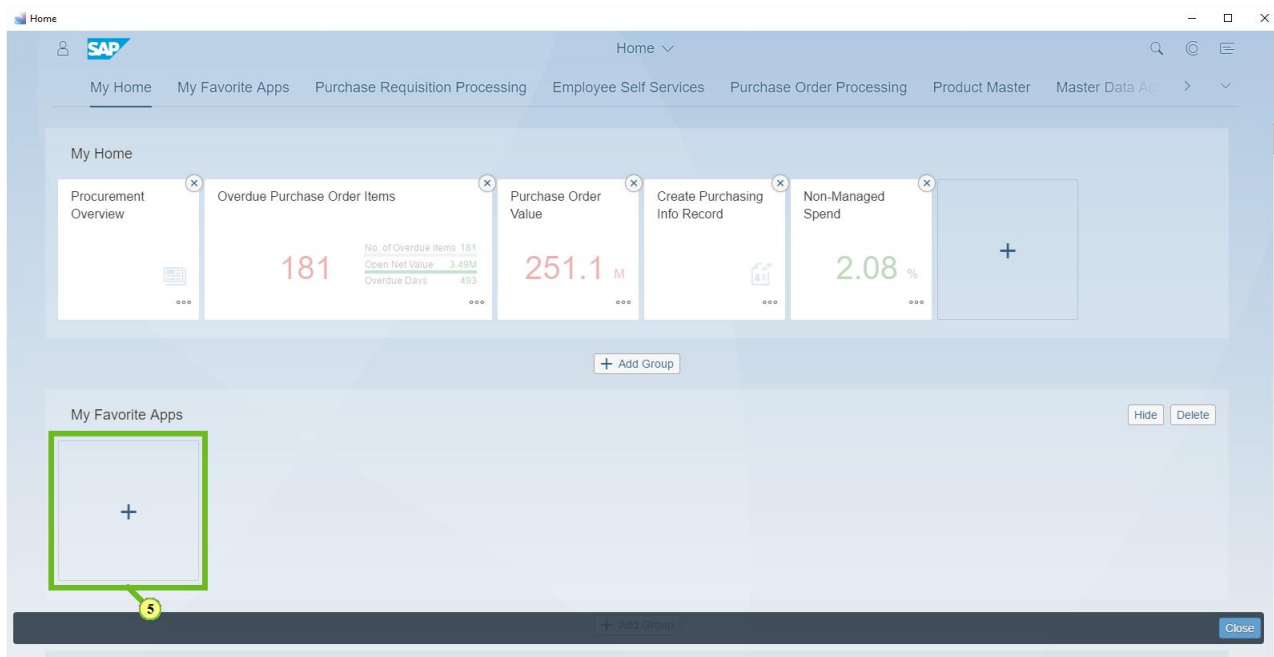 Home
SAP
Home
My Home My Favorite Apps Purchase Requisition Processing Employee Self Services Purchase Order Processing Product Master Master Data
My Home
Procurement
Overview
Overdue Purchase Order Items
181
No. of Overdue Items 181
Open Net Value 3.49M
Overdue Days 493
Purchase Order
Value
251.1 M
Create Purchasing
Info Record
Non-Managed
Spend
2.08 %
+
+ Add Group
My Favorite Apps
Hide Delete
+
5
+ Add Group
Close